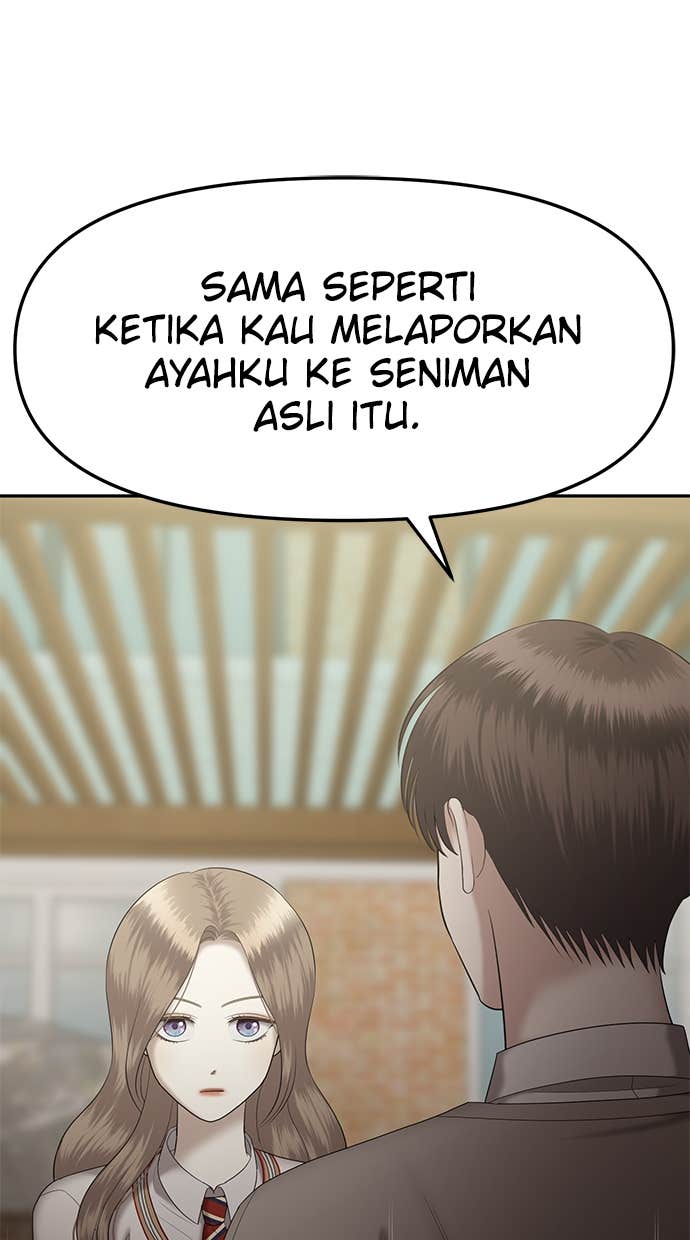 SAMA SEPERTI
KETIKA KAU MELAPORKAN
AYAHKU KE SENIMAN
ASLI ITU.